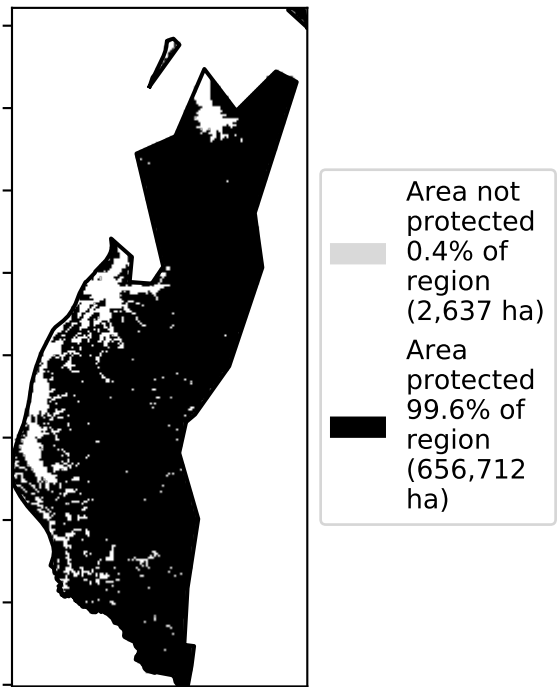 Area not
protected
0.4% of
region
(2,637 ha)
Area
protected
99.6% of
region
(656,712
ha)